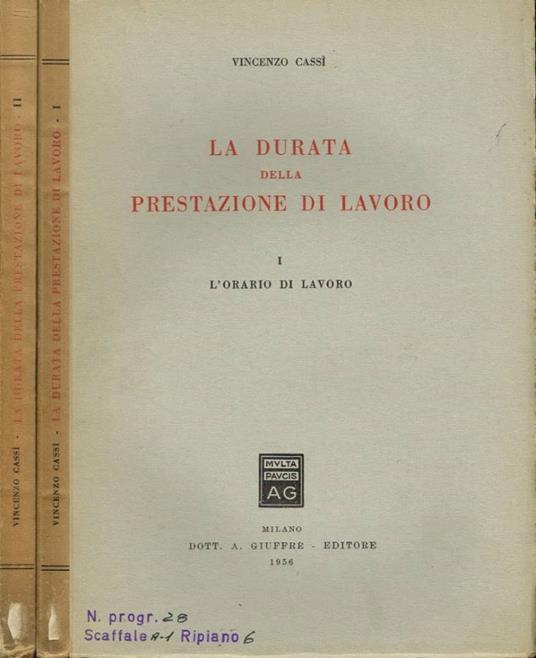 VINCENZO CASSÌ - LA DURATA DELLA PRESTAZIONE DI LAVORO - II
VINCENZO CASSÌ - LA DURATA DELLA PRESTAZIONE DI LAVORO - I
VINCENZO CASSÌ
LA DURATA
DELLA
PRESTAZIONE DI LAVORO
I
L'ORARIO DI LAVORO
MVLTA
PAVCIS
AG
MILANO
DOTT. A. GIUFFRÈ - EDITORE
1956
N. progr. 28
Scaffale A-1 Ripiano 6